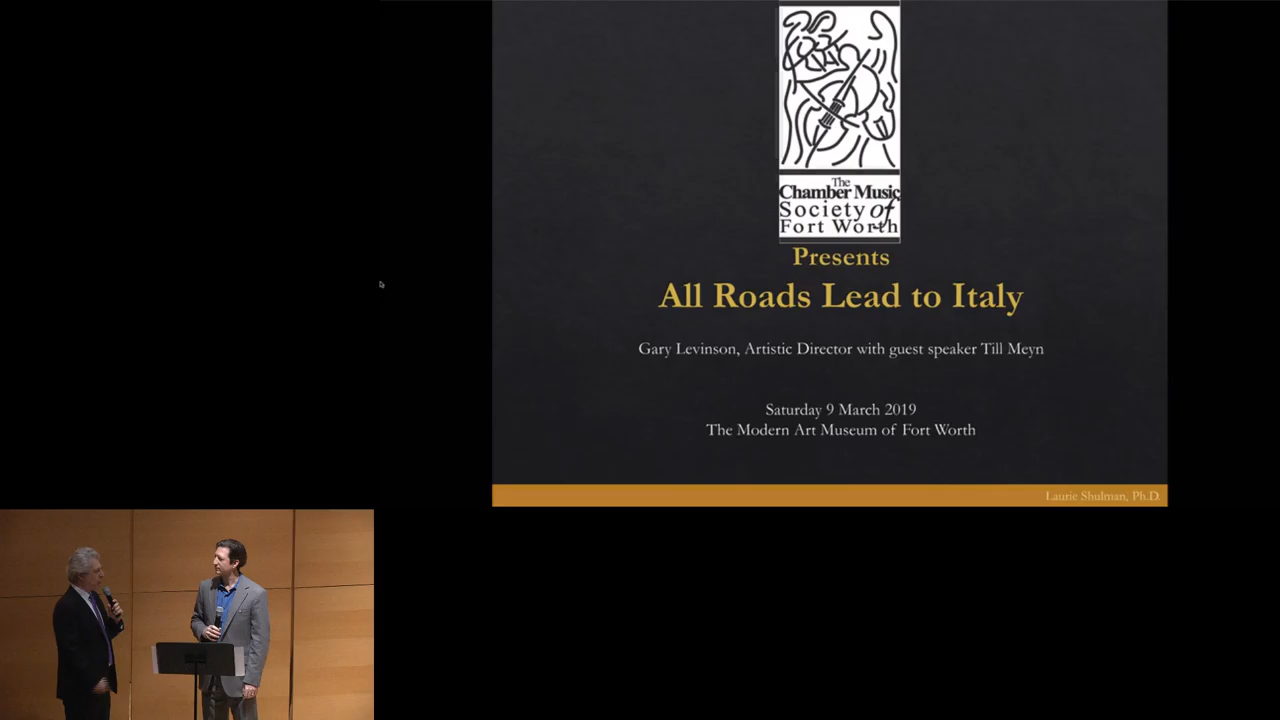 The
Chamber Music
Society of
Fort Worth
Presents
All Roads Lead to Italy
Gary Levinson, Artistic Director with guest speaker Till Meyn
Saturday 9 March 2019
The Modern Art Museum of Fort Worth
Laurie Shulman, Ph.D.